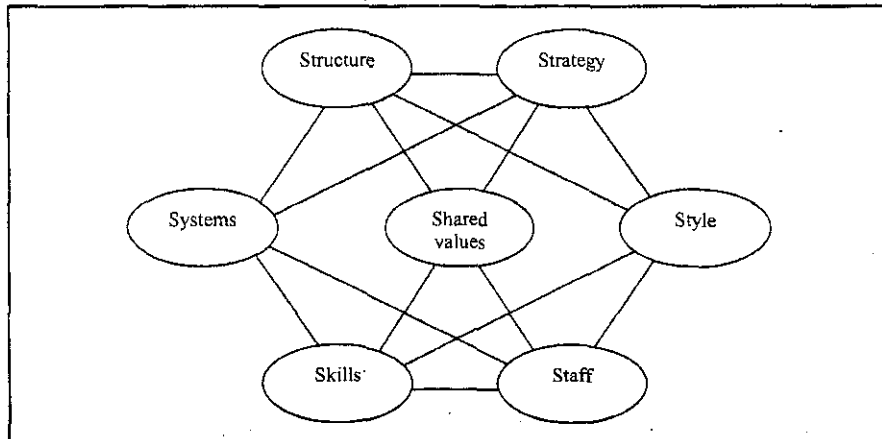 Structure
Strategy
Systems
Shared
values
Style
Skills
Staff